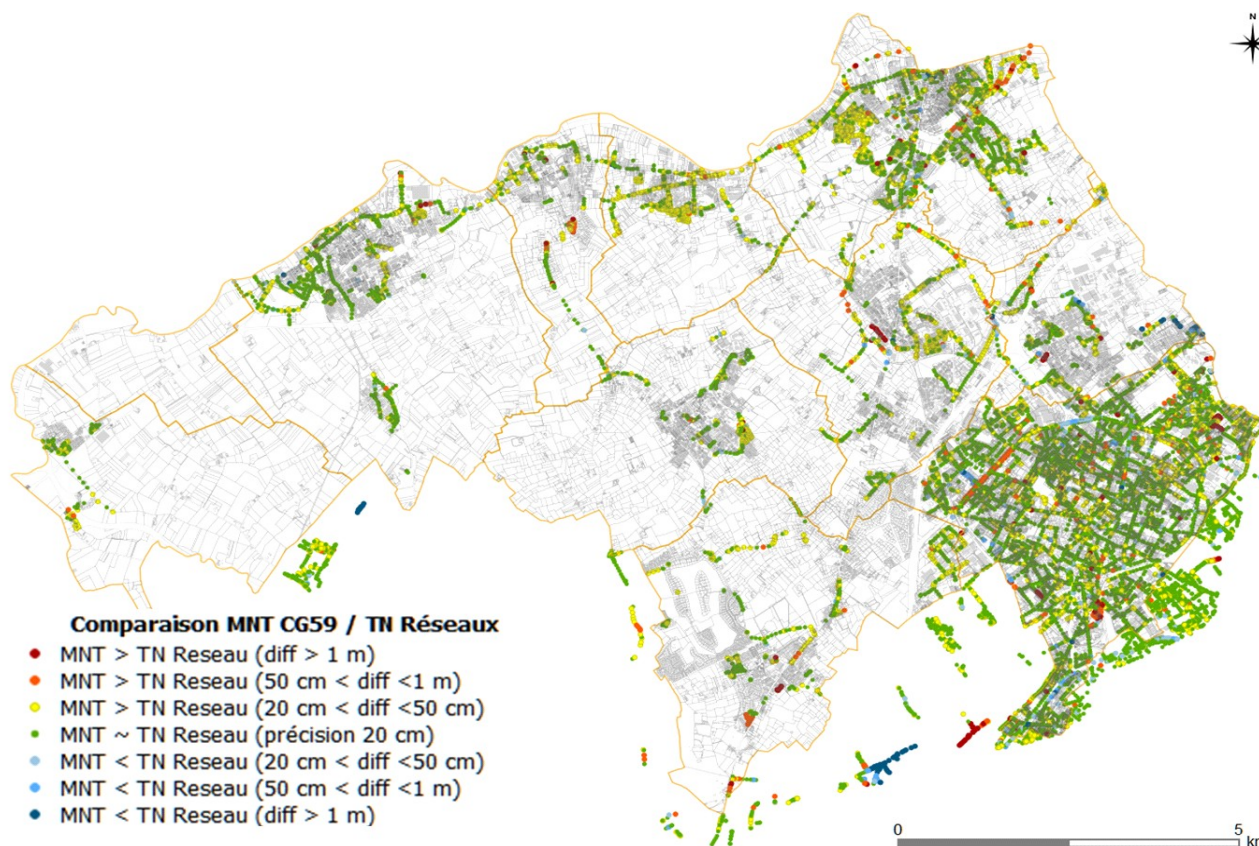 N
Comparaison MNT CG59 / TN Réseaux
MNT > TN Reseau (diff > 1 m)
MNT > TN Reseau (50 cm < diff <1 m)
MNT > TN Reseau (20 cm < diff <50 cm)
MNT ~ TN Reseau (précision 20 cm)
MNT < TN Reseau (20 cm < diff <50 cm)
MNT < TN Reseau (50 cm < diff <1 m)
MNT < TN Reseau (diff > 1 m)
0 5
km